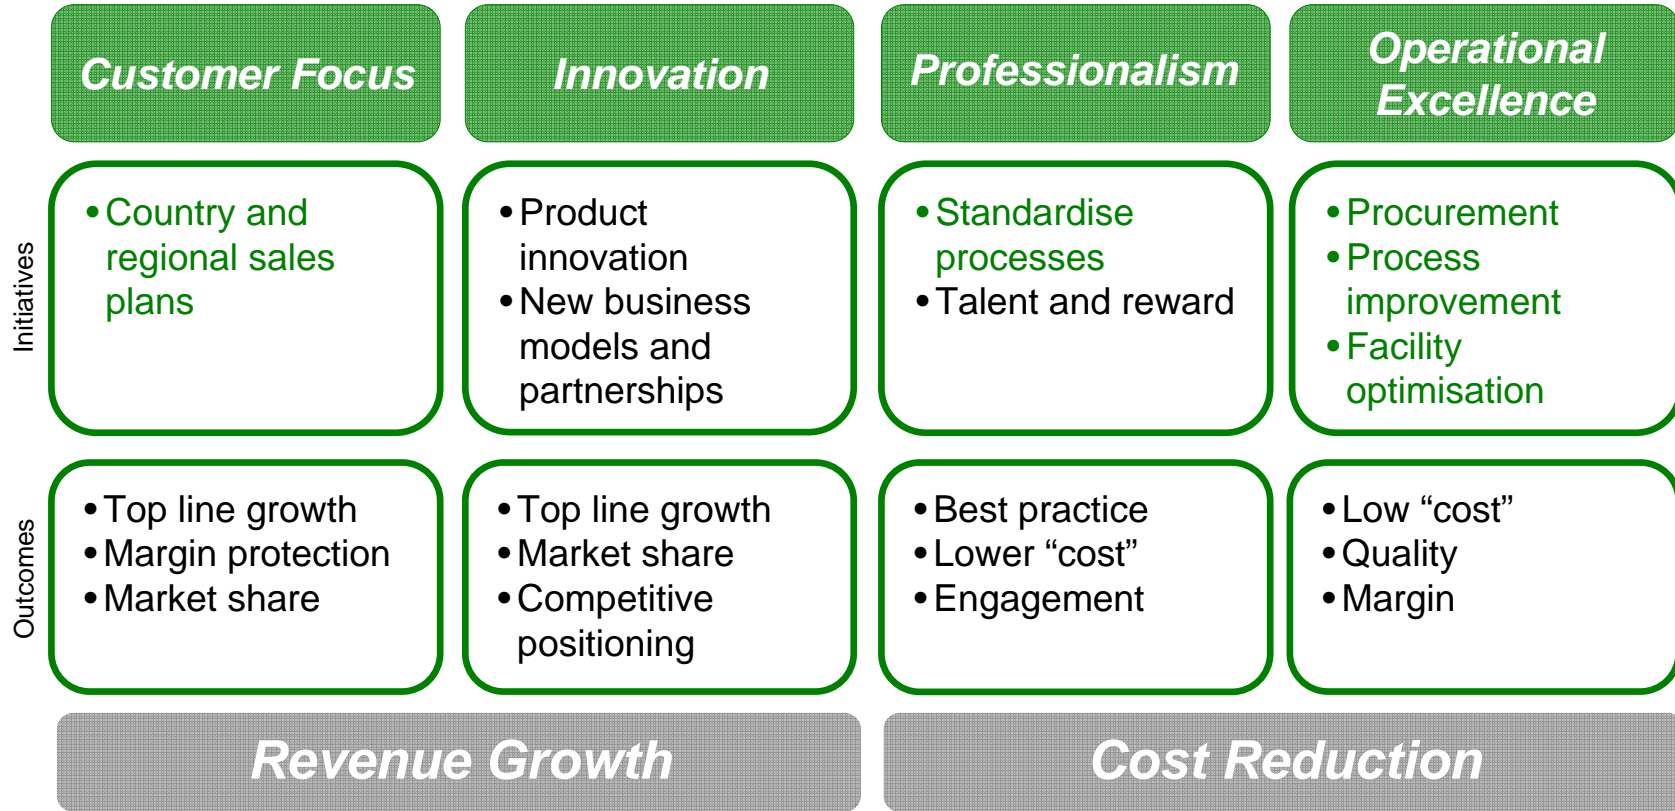 Customer Focus
Innovation
Professionalism
Operational
Excellence
Initiatives
•Country and
regional sales
plans
•Product
innovation
•New business
models and
partnerships
•Standardise
processes
•Talent and reward
•Procurement
•Process
improvement
•Facility
optimisation
Outcomes
•Top line growth
•Margin protection
•Market share
•Top line growth
•Market share
•Competitive
positioning
•Best practice
•Lower “cost”
•Engagement
•Low “cost”
•Quality
•Margin
Revenue Growth
Cost Reduction